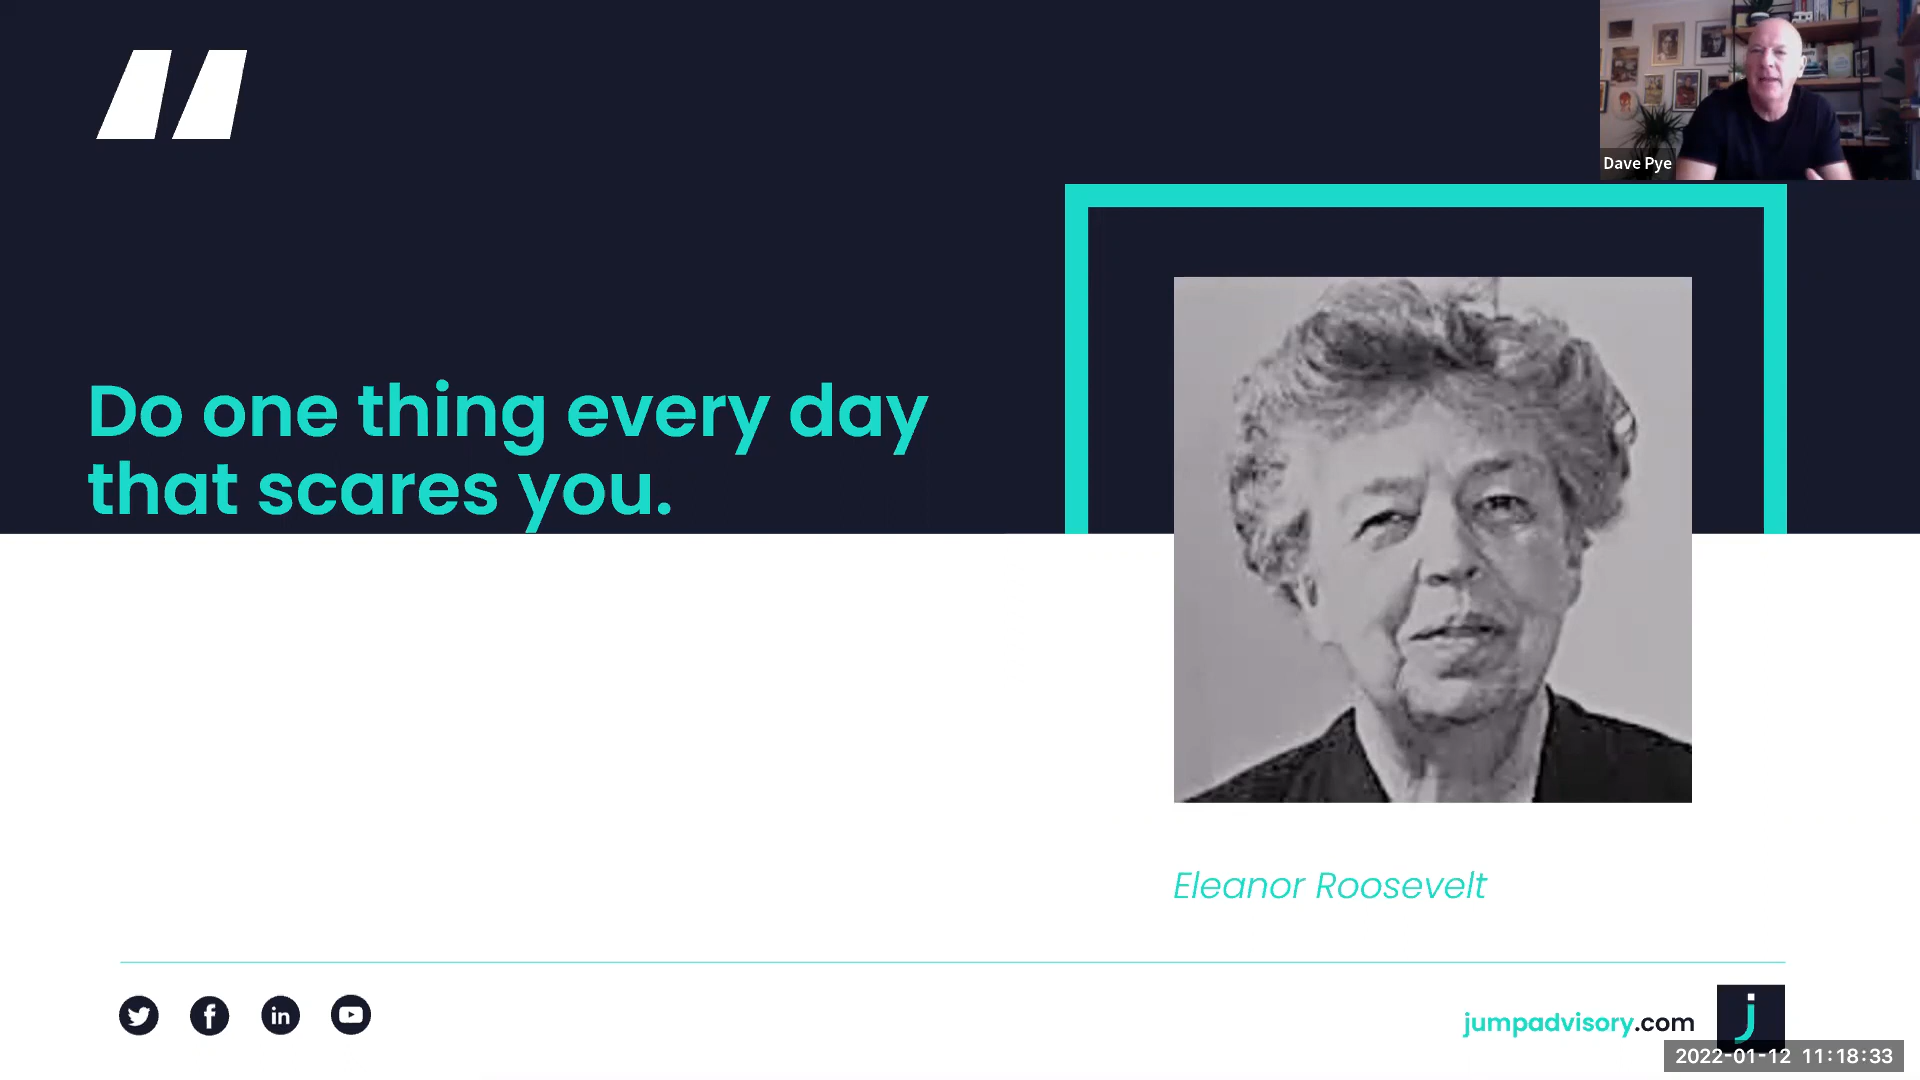 Dave Pye
Do one thing every day
that scares you.
Eleanor Roosevelt
jumpadvisory.com
j
2022-01-12 11:18:33